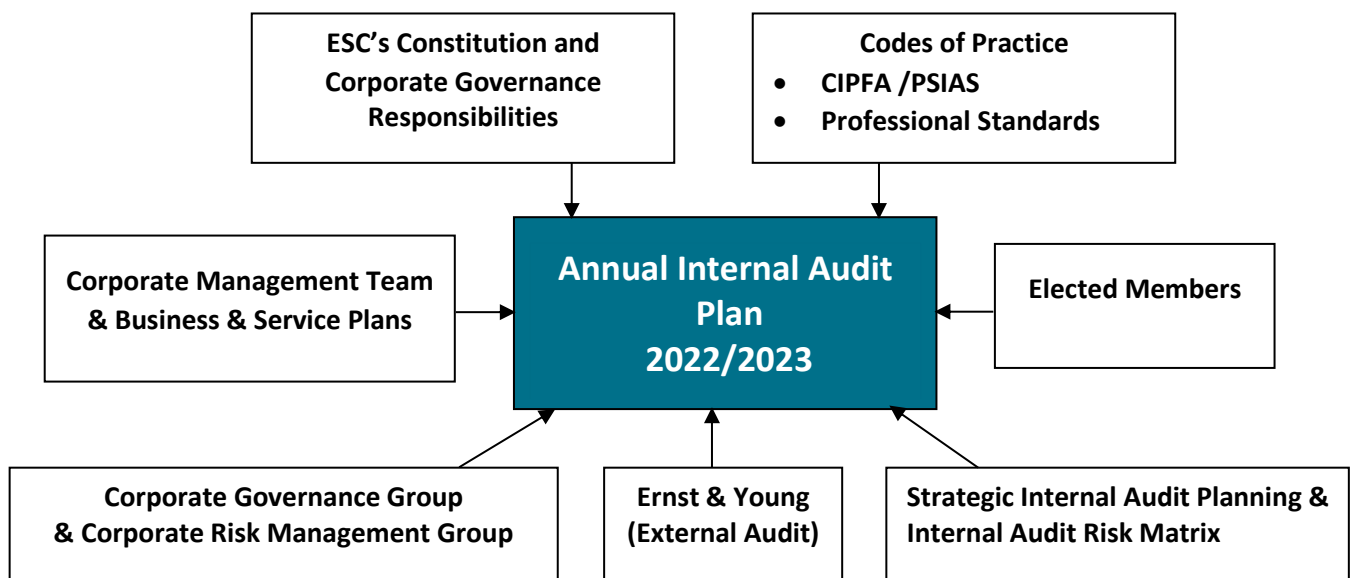 ESC’s Constitution and
Corporate Governance
Responsibilities
Codes of Practice
• CIPFA /PSIAS
• Professional Standards
Corporate Management Team
& Business & Service Plans
Annual Internal Audit
Plan
2022/2023
Elected Members
Corporate Governance Group
& Corporate Risk Management Group
Ernst & Young
(External Audit)
Strategic Internal Audit Planning &
Internal Audit Risk Matrix